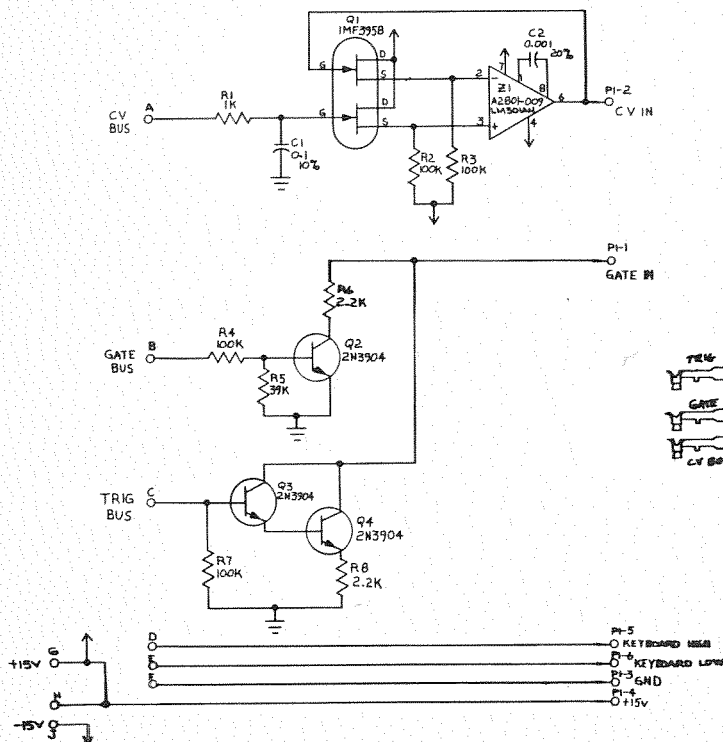 Q1
IMF3958
D
G
S
D
G
S
C2
0.001
20%
7
1
8
2
Z1
A2801-009
6
3
4
−
+
P1-2
CV IN
CV
BUS
A
R1
1K
C1
0.1
10%
R2
100K
R3
100K
P1-1
GATE IN
R6
2.2K
GATE
BUS
B
R4
100K
Q2
2N3904
R5
39K
TRIG
GATE
TRIG
BUS
C
Q3
2N3904
Q4
2N3904
R7
100K
R8
2.2K
D
P1-5
KEYBOARD HIGH
E
P1-6
KEYBOARD LOW
F
P1-3
GND
P1-4
+15V
G
+15V
H
-15V
J